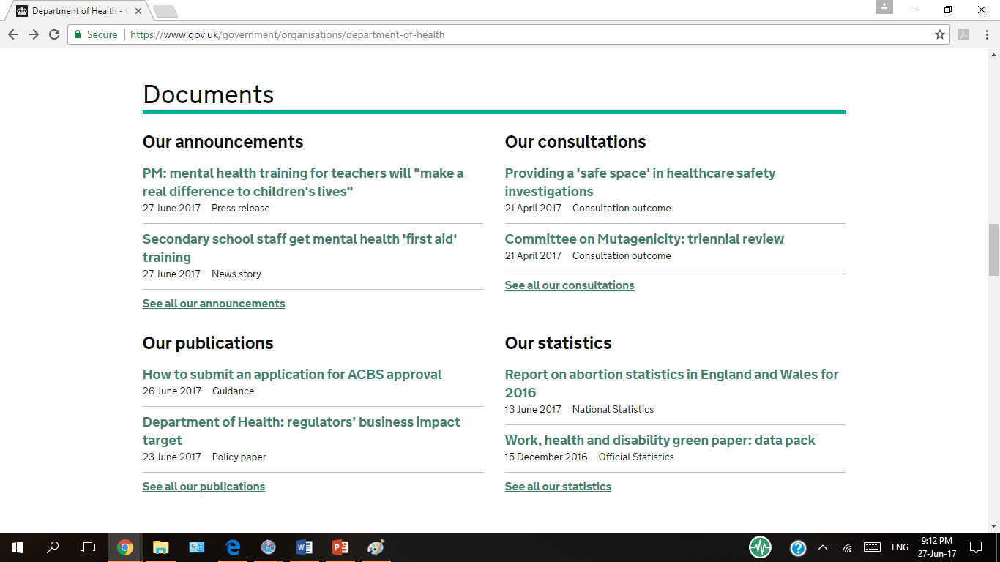 Department of Health -
Secure https://www.gov.uk/government/organisations/department-of-health
Documents
Our announcements
PM: mental health training for teachers will "make a
real difference to children's lives"
27 June 2017 Press release
Secondary school staff get mental health 'first aid'
training
27 June 2017 News story
See all our announcements
Our consultations
Providing a 'safe space' in healthcare safety
investigations
21 April 2017 Consultation outcome
Committee on Mutagenicity: triennial review
21 April 2017 Consultation outcome
See all our consultations
Our publications
How to submit an application for ACBS approval
26 June 2017 Guidance
Department of Health: regulators’ business impact
target
23 June 2017 Policy paper
See all our publications
Our statistics
Report on abortion statistics in England and Wales for
2016
13 June 2017 National Statistics
Work, health and disability green paper: data pack
15 December 2016 Official Statistics
See all our statistics
ENG
9:12 PM
27-Jun-17